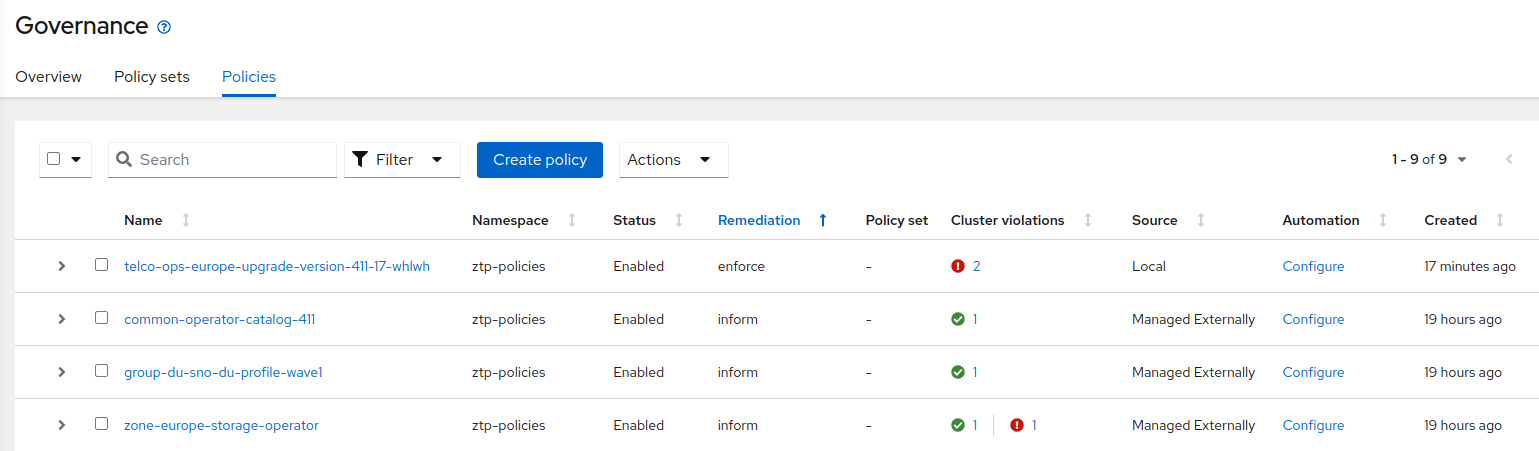 Governance
Overview Policy sets Policies
Search Filter Create policy Actions 1 - 9 of 9
Name Namespace Status Remediation Policy set Cluster violations Source Automation Created
telco-ops-europe-upgrade-version-411-17-whlwh ztp-policies Enabled enforce - 2 Local Configure 17 minutes ago
common-operator-catalog-411 ztp-policies Enabled inform - 1 Managed Externally Configure 19 hours ago
group-du-sno-du-profile-wave1 ztp-policies Enabled inform - 1 Managed Externally Configure 19 hours ago
zone-europe-storage-operator ztp-policies Enabled inform - 1 1 Managed Externally Configure 19 hours ago